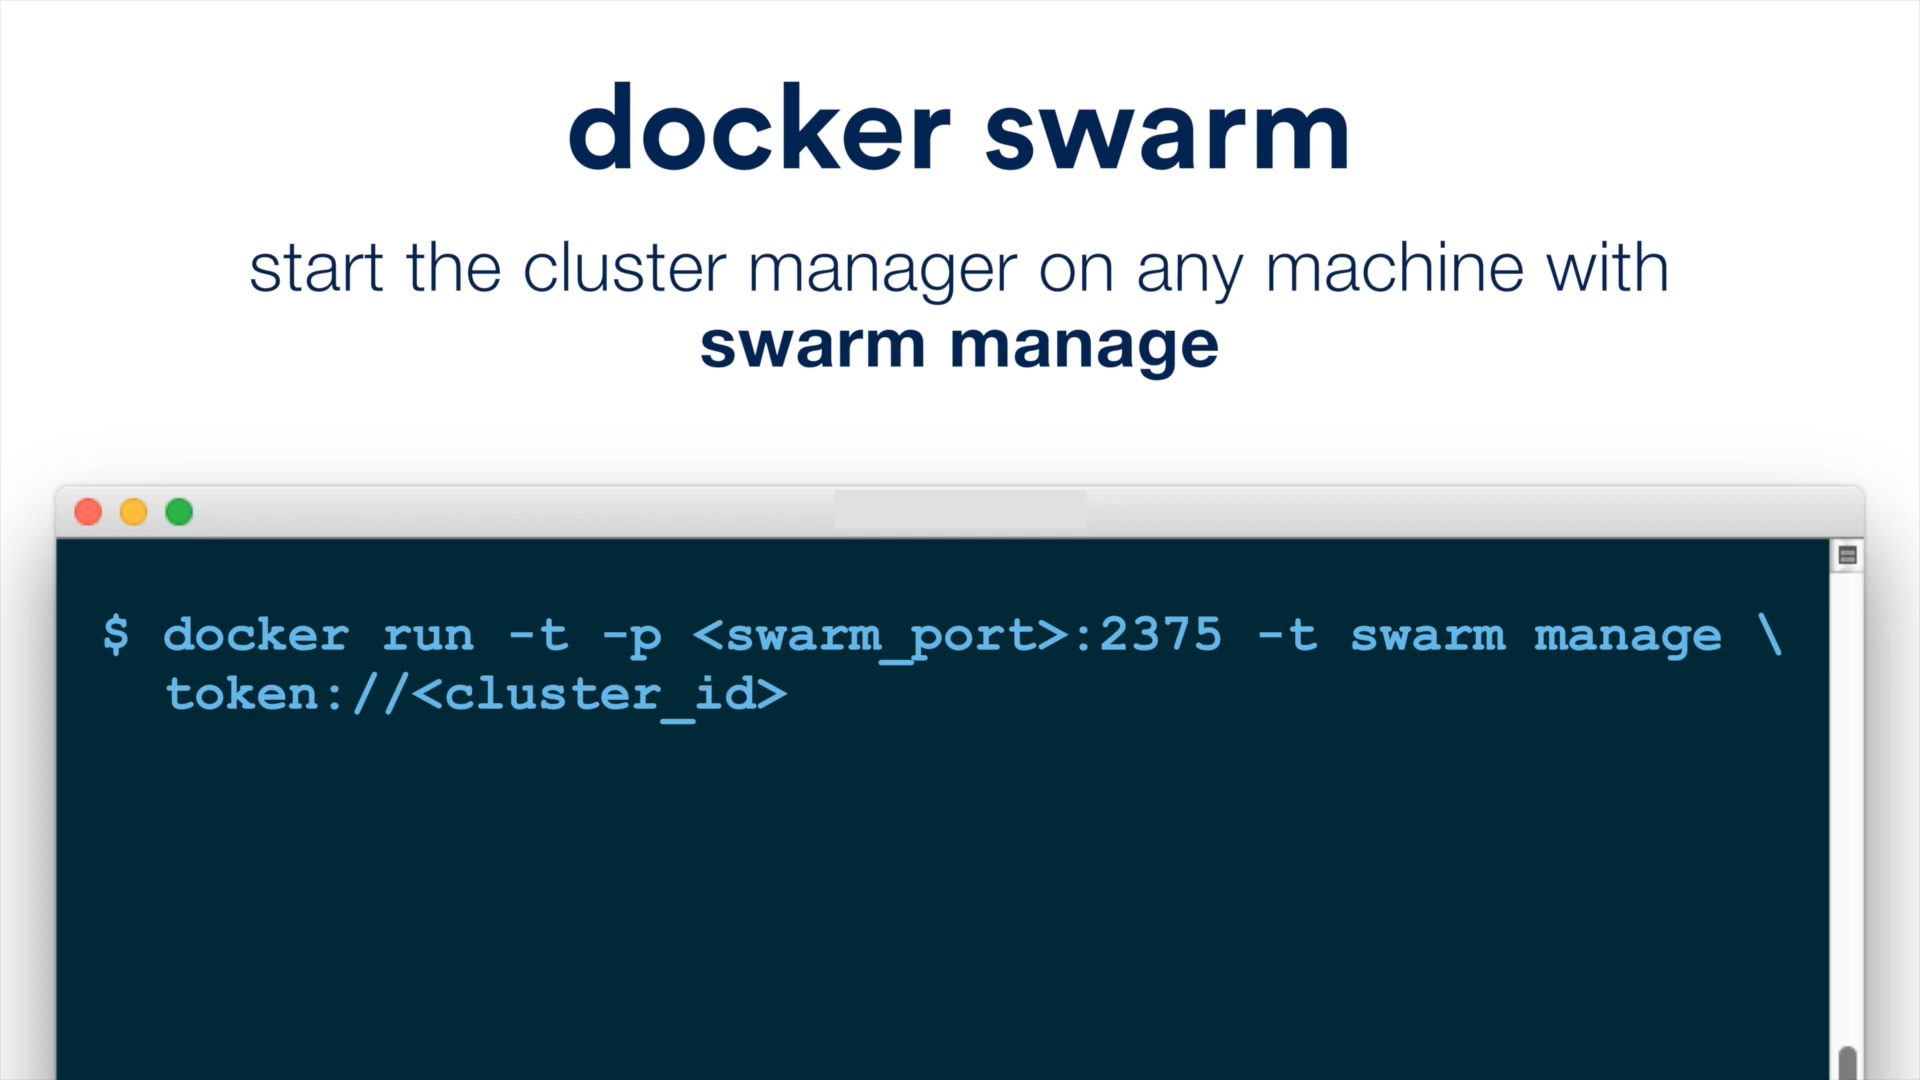 docker swarm
start the cluster manager on any machine with
swarm manage
$ docker run -t -p <swarm_port>:2375 -t swarm manage \
token://<cluster_id>